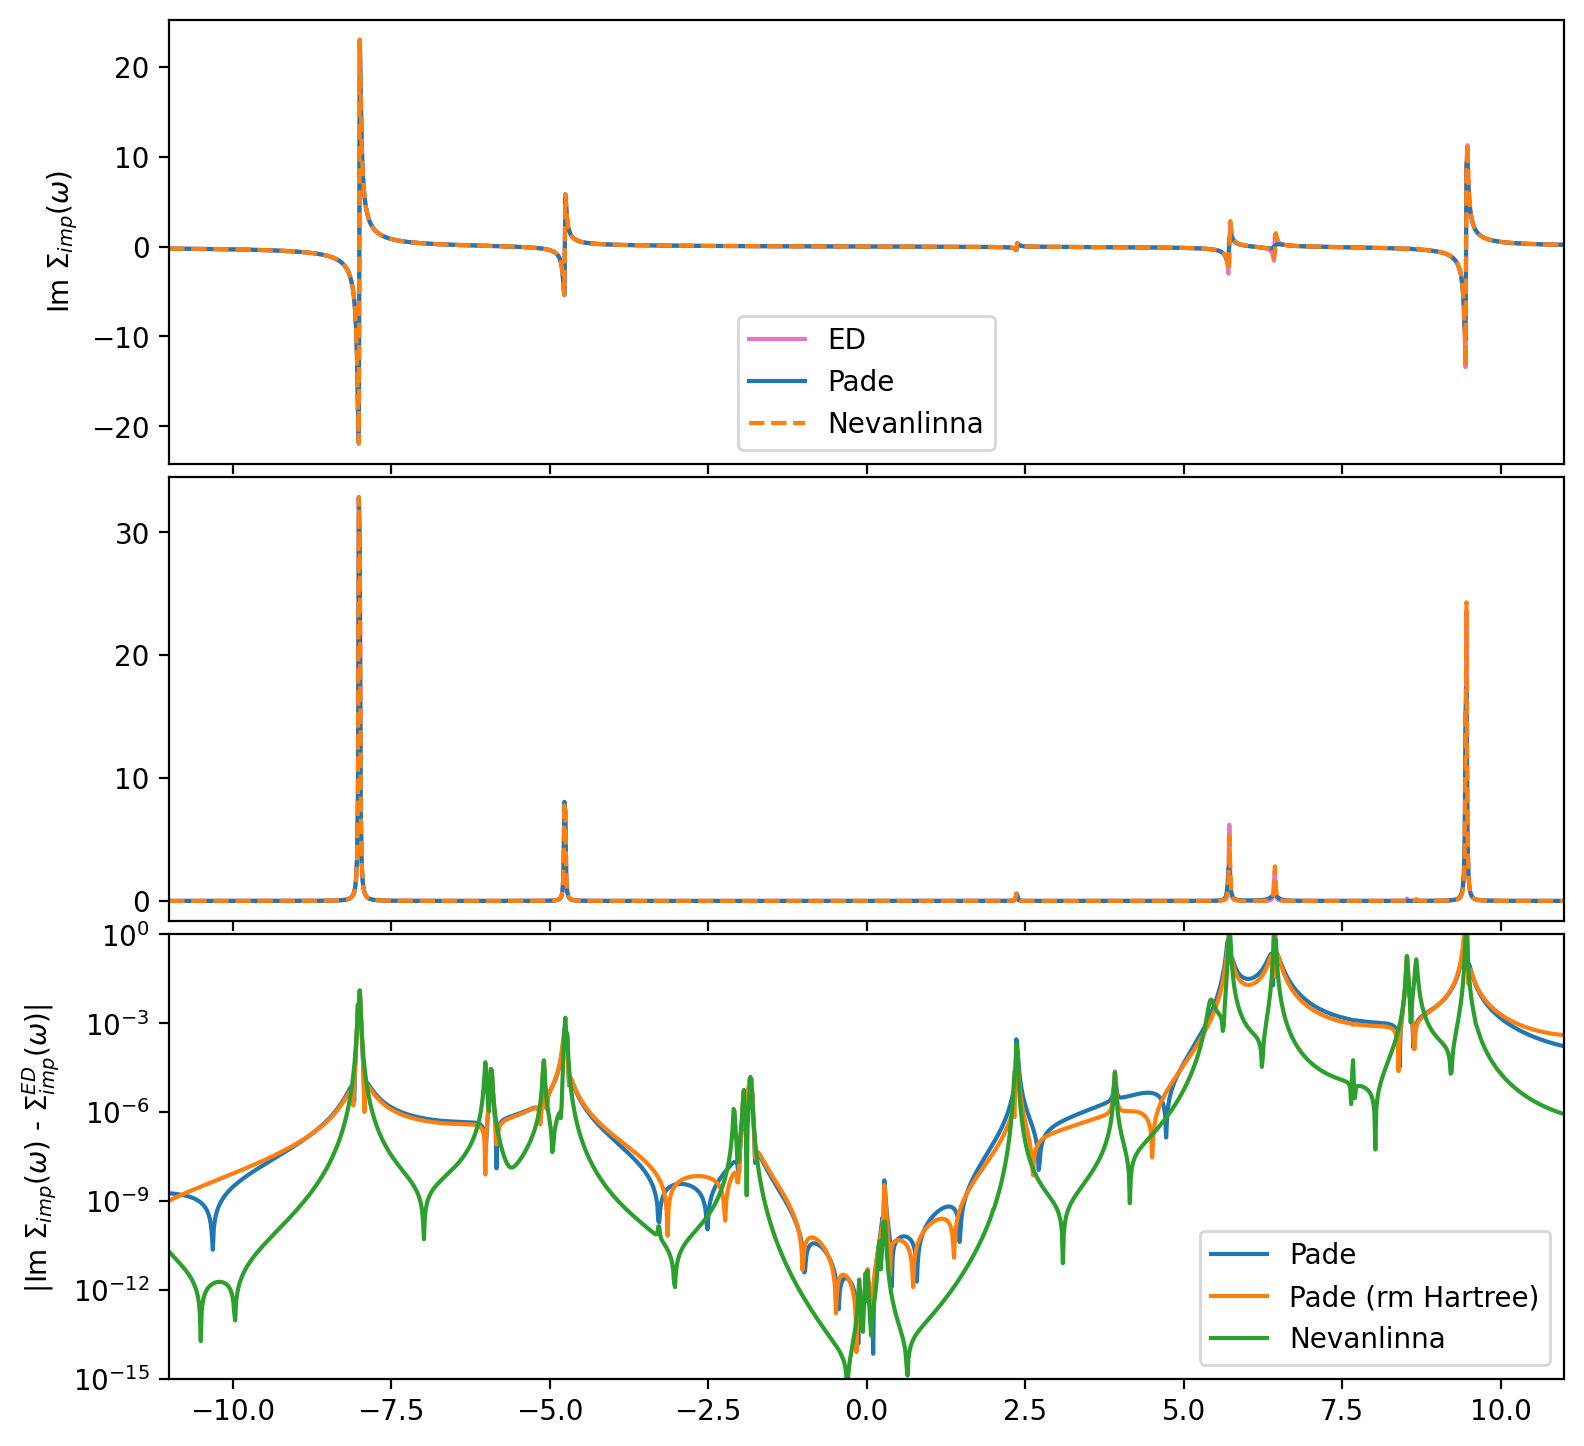 20
10
0
−10
−20
Im Σimp(ω)
ED
Pade
Nevanlinna
30
20
10
0
10^0
10^−3
10^−6
10^−9
10^−12
10^−15
|Im Σimp(ω) - Σ^ED_imp(ω)|
Pade
Pade (rm Hartree)
Nevanlinna
−10.0 −7.5 −5.0 −2.5 0.0 2.5 5.0 7.5 10.0